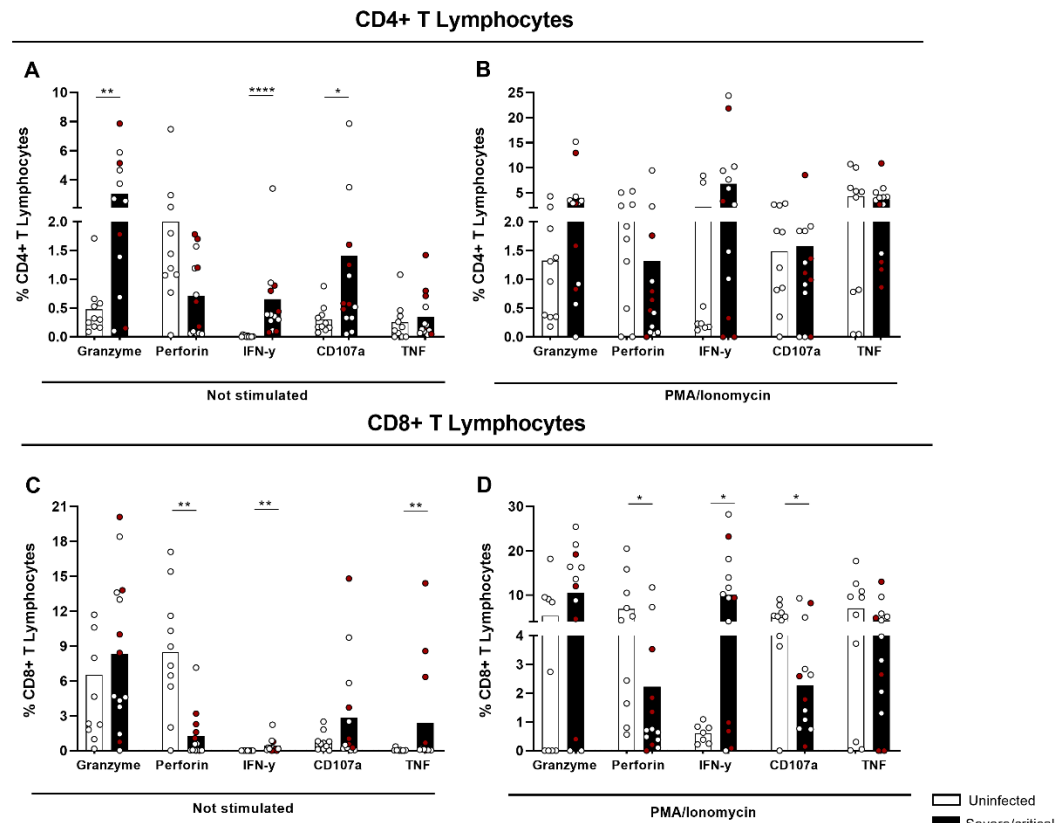 CD4+ T Lymphocytes
A
B
** **** *
% CD4+ T Lymphocytes
10
8
6
4
2.0
1.5
1.0
0.5
0.0
Granzyme Perforin IFN-y CD107a TNF
Not stimulated
% CD4+ T Lymphocytes
25
20
15
10
5
2.0
1.5
1.0
0.5
0.0
Granzyme Perforin IFN-y CD107a TNF
PMA/Ionomycin
CD8+ T Lymphocytes
C
D
** ** **
% CD8+ T Lymphocytes
21
18
15
12
9
6
3
0
Granzyme Perforin IFN-y CD107a TNF
Not stimulated
* * *
% CD8+ T Lymphocytes
30
20
10
4
3
2
1
0
Granzyme Perforin IFN-y CD107a TNF
PMA/Ionomycin
Uninfected
Severe/critical